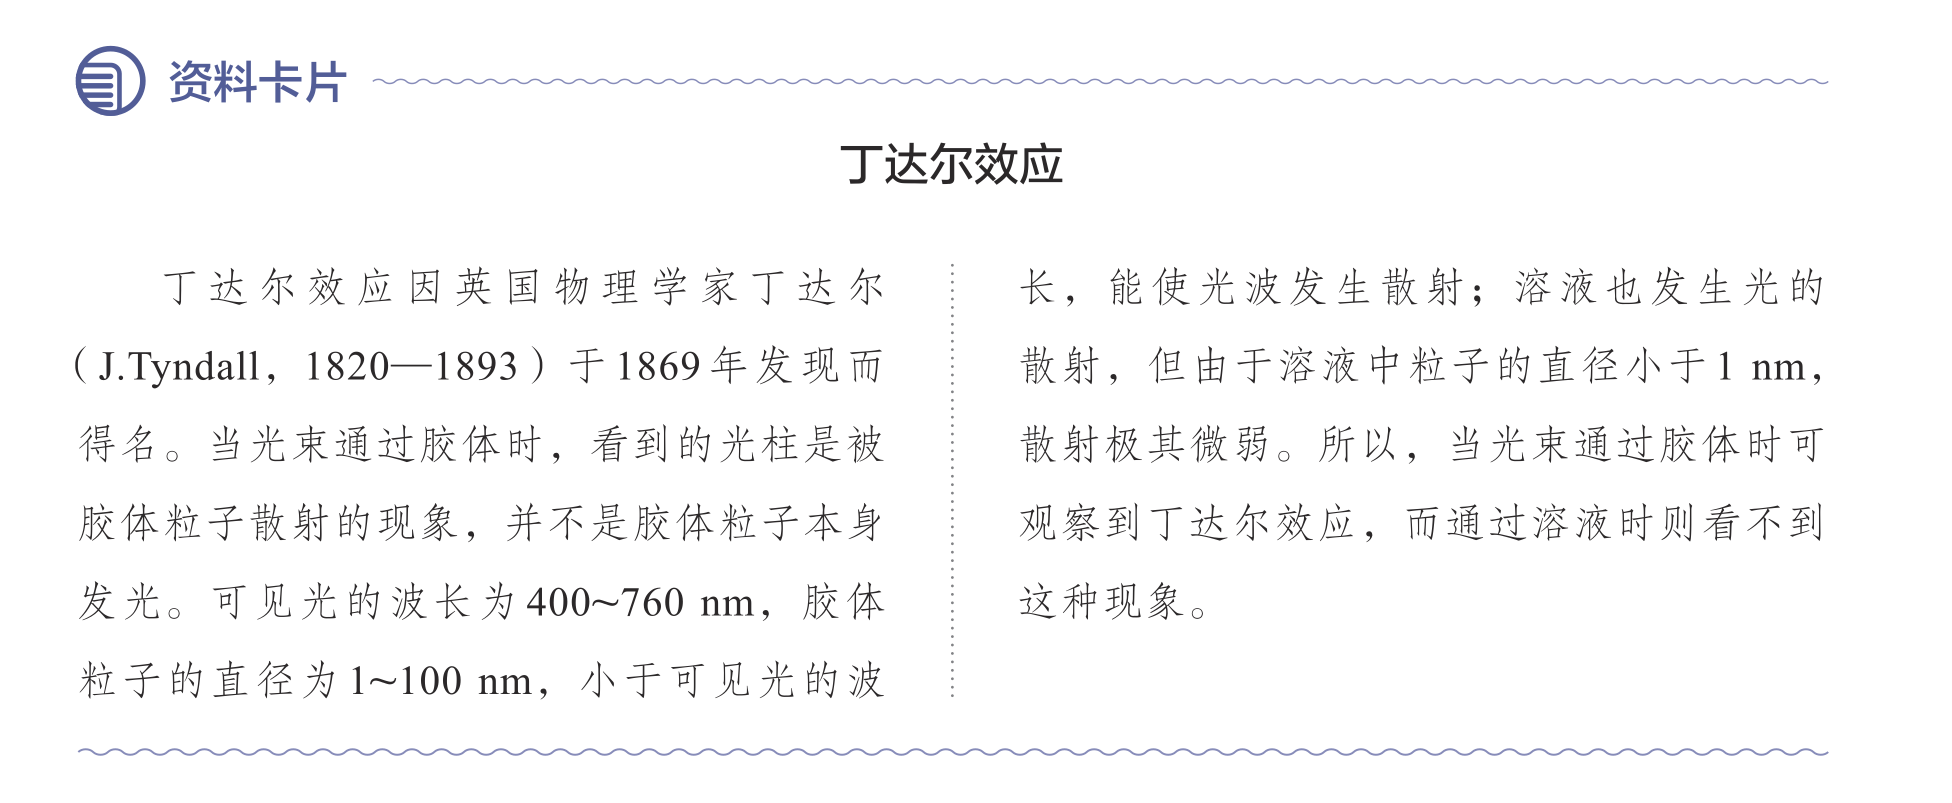 资料卡片
丁达尔效应
丁达尔效应因英国物理学家丁达尔
（J.Tyndall，1820—1893）于1869年发现而
得名。当光束通过胶体时，看到的光柱是被
胶体粒子散射的现象，并不是胶体粒子本身
发光。可见光的波长为400~760 nm，胶体
粒子的直径为1~100 nm，小于可见光的波
长，能使光波发生散射；溶液也发生光的
散射，但由于溶液中粒子的直径小于1 nm，
散射极其微弱。所以，当光束通过胶体时可
观察到丁达尔效应，而通过溶液时则看不到
这种现象。